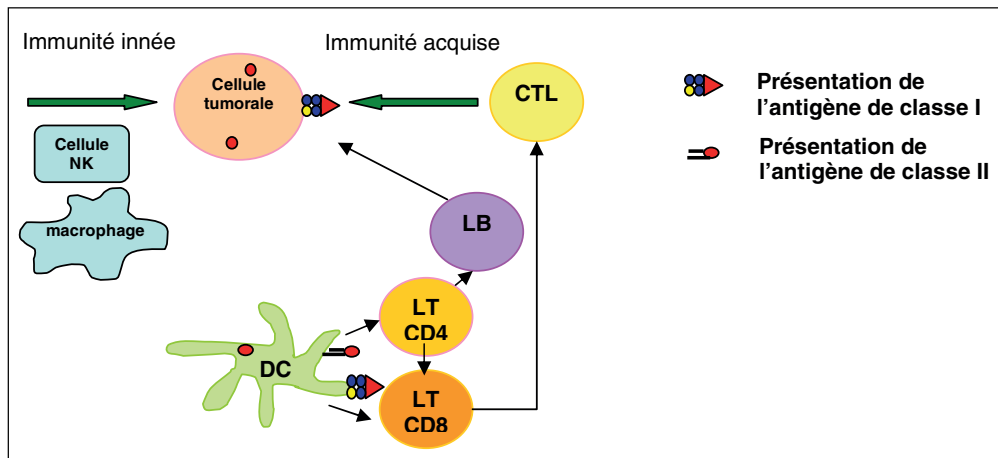 Immunité innée
Immunité acquise
Cellule
tumorale
CTL
Cellule
NK
macrophage
LB
LT
CD4
DC
LT
CD8
Présentation de
l'antigène de classe I
Présentation de
l'antigène de classe II